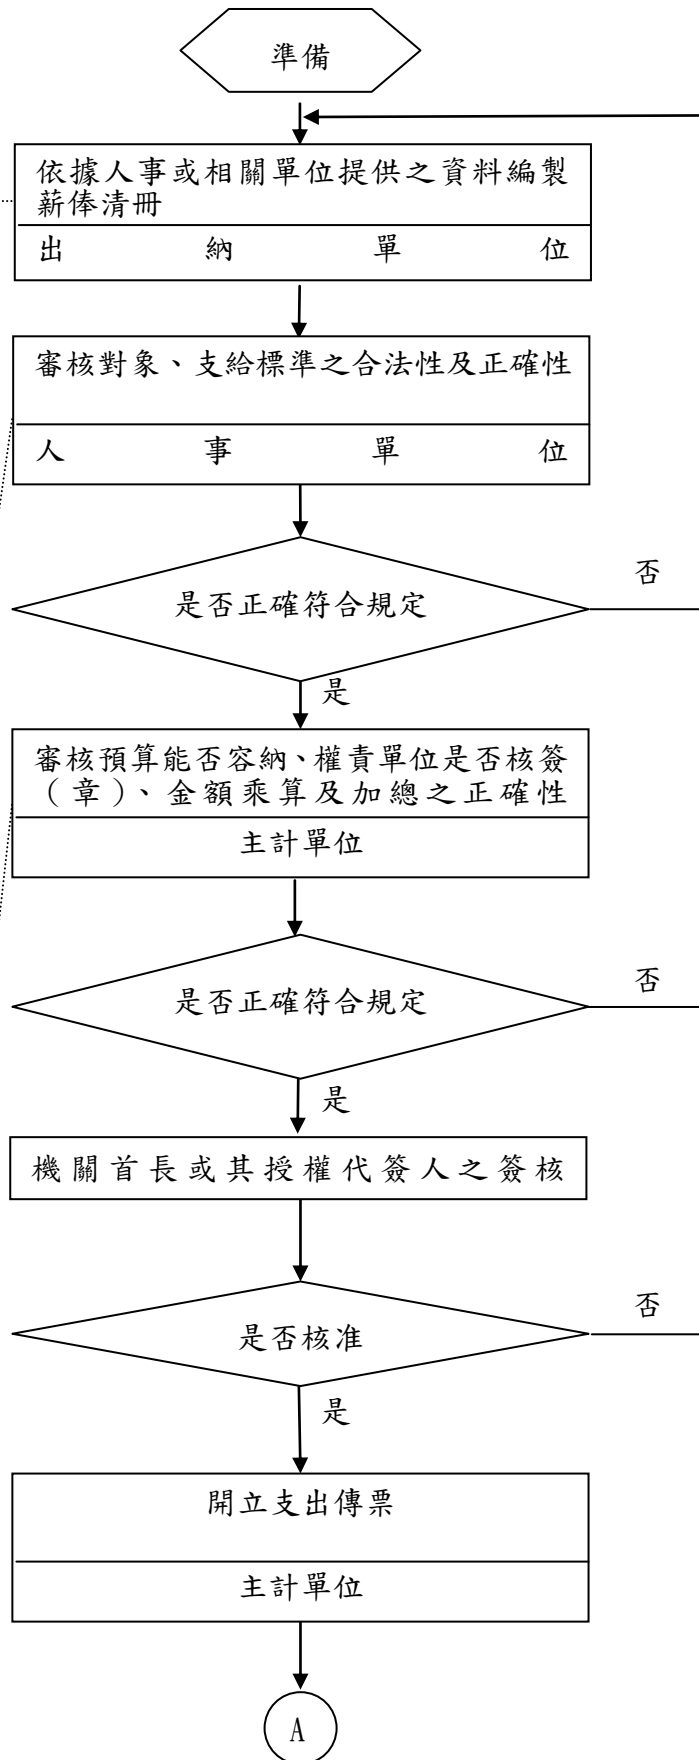 準備
依據人事或相關單位提供之資料編製
薪俸清冊
出納單位
審核對象、支給標準之合法性及正確性
人事單位
是否正確符合規定
否
是
審核預算能否容納、權責單位是否核簽
（章）、金額乘算及加總之正確性
主計單位
是否正確符合規定
否
是
機關首長或其授權代簽人之簽核
是否核准
否
是
開立支出傳票
主計單位
A